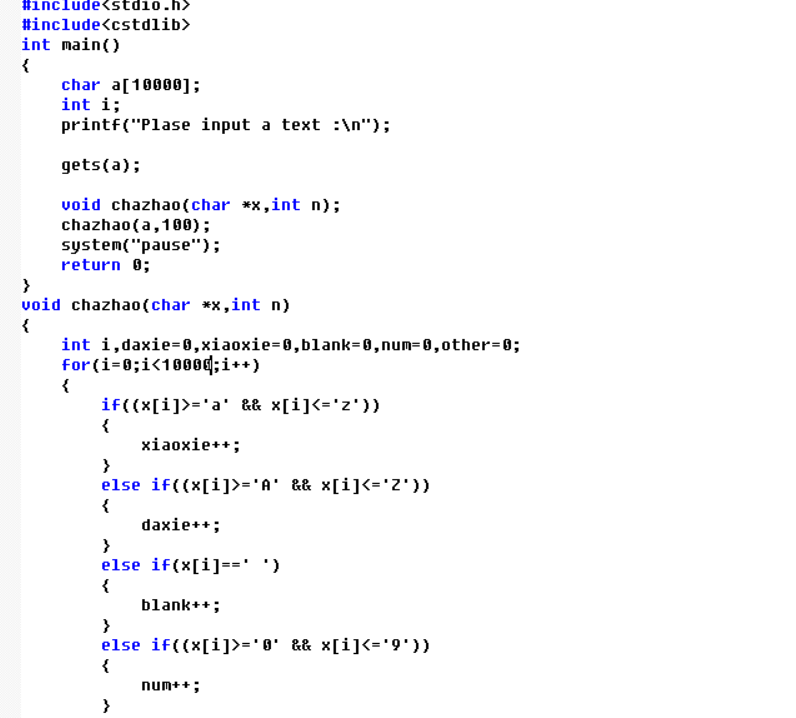 #include<stdio.h>
#include<cstdlib>
int main()
{
    char a[10000];
    int i;
    printf("Plase input a text :\n");

    gets(a);

    void chazhao(char *x,int n);
    chazhao(a,100);
    system("pause");
    return 0;
}
void chazhao(char *x,int n)
{
    int i,daxie=0,xiaoxie=0,blank=0,num=0,other=0;
    for(i=0;i<10000;i++)
    {
        if((x[i]>='a' && x[i]<='z'))
        {
            xiaoxie++;
        }
        else if((x[i]>='A' && x[i]<='Z'))
        {
            daxie++;
        }
        else if(x[i]==' ')
        {
            blank++;
        }
        else if((x[i]>='0' && x[i]<='9'))
        {
            num++;
        }